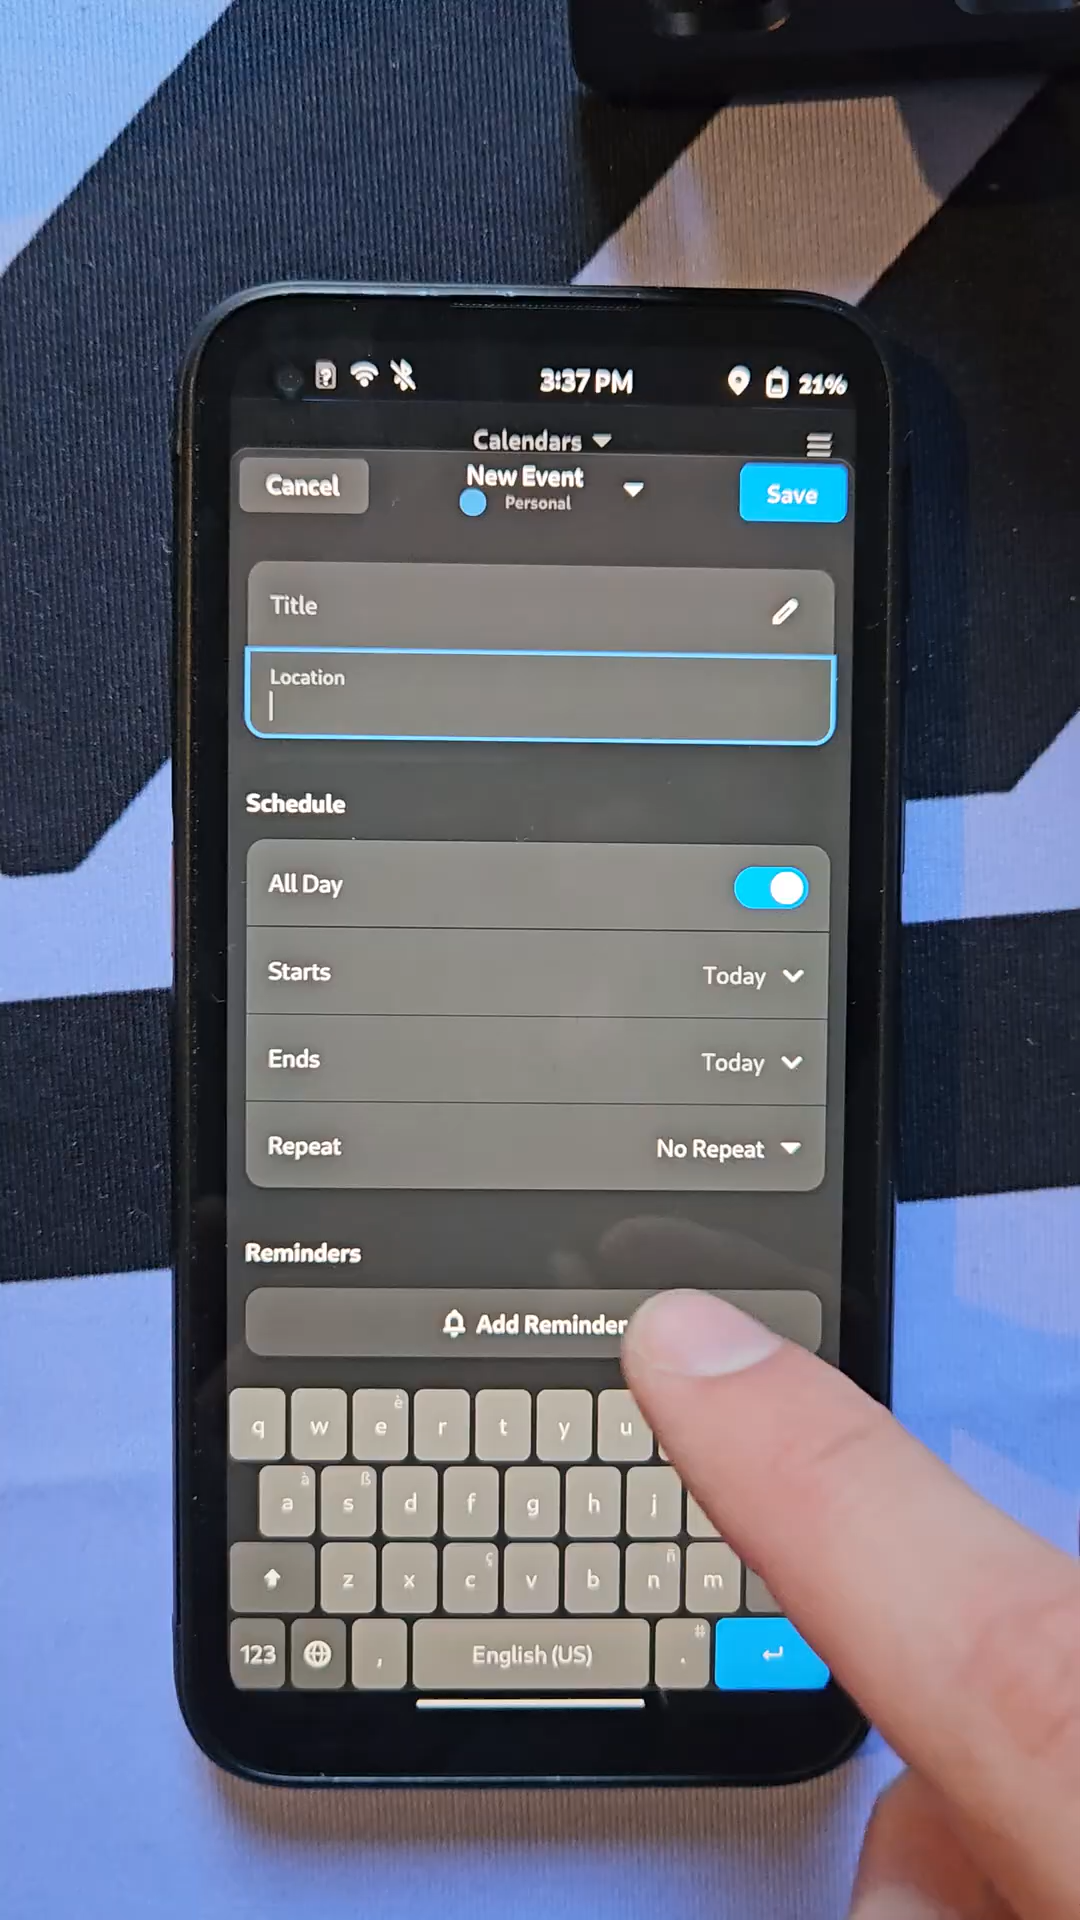 3:37 PM 21%
Calendars
Cancel New Event Save
Personal
Title
Location
Schedule
All Day
Starts Today
Ends Today
Repeat No Repeat
Reminders
Add Reminder
q w e è r t y u
a à s ß d f g h j
z x c ç v b n ñ m
123 , English (US) . #